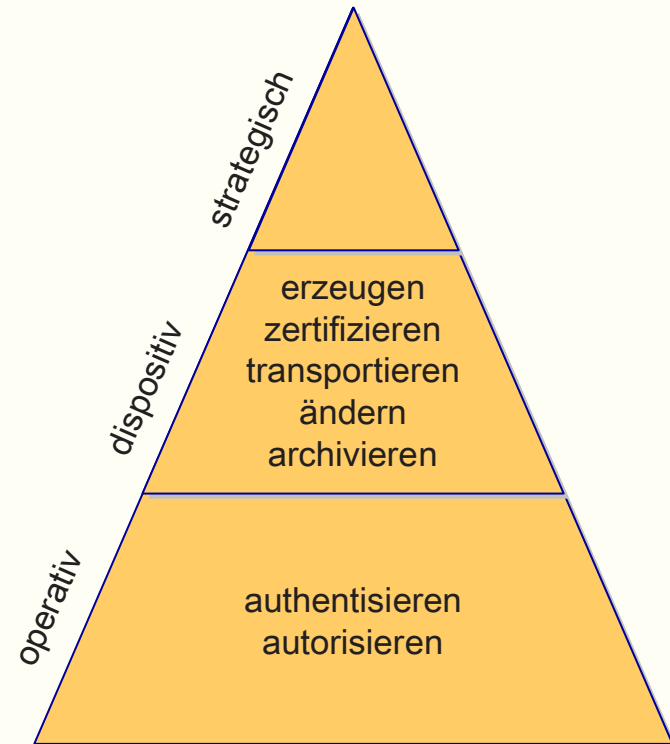 strategisch
dispositiv
erzeugen
zertifizieren
transportieren
ändern
archivieren
operativ
authentisieren
autorisieren